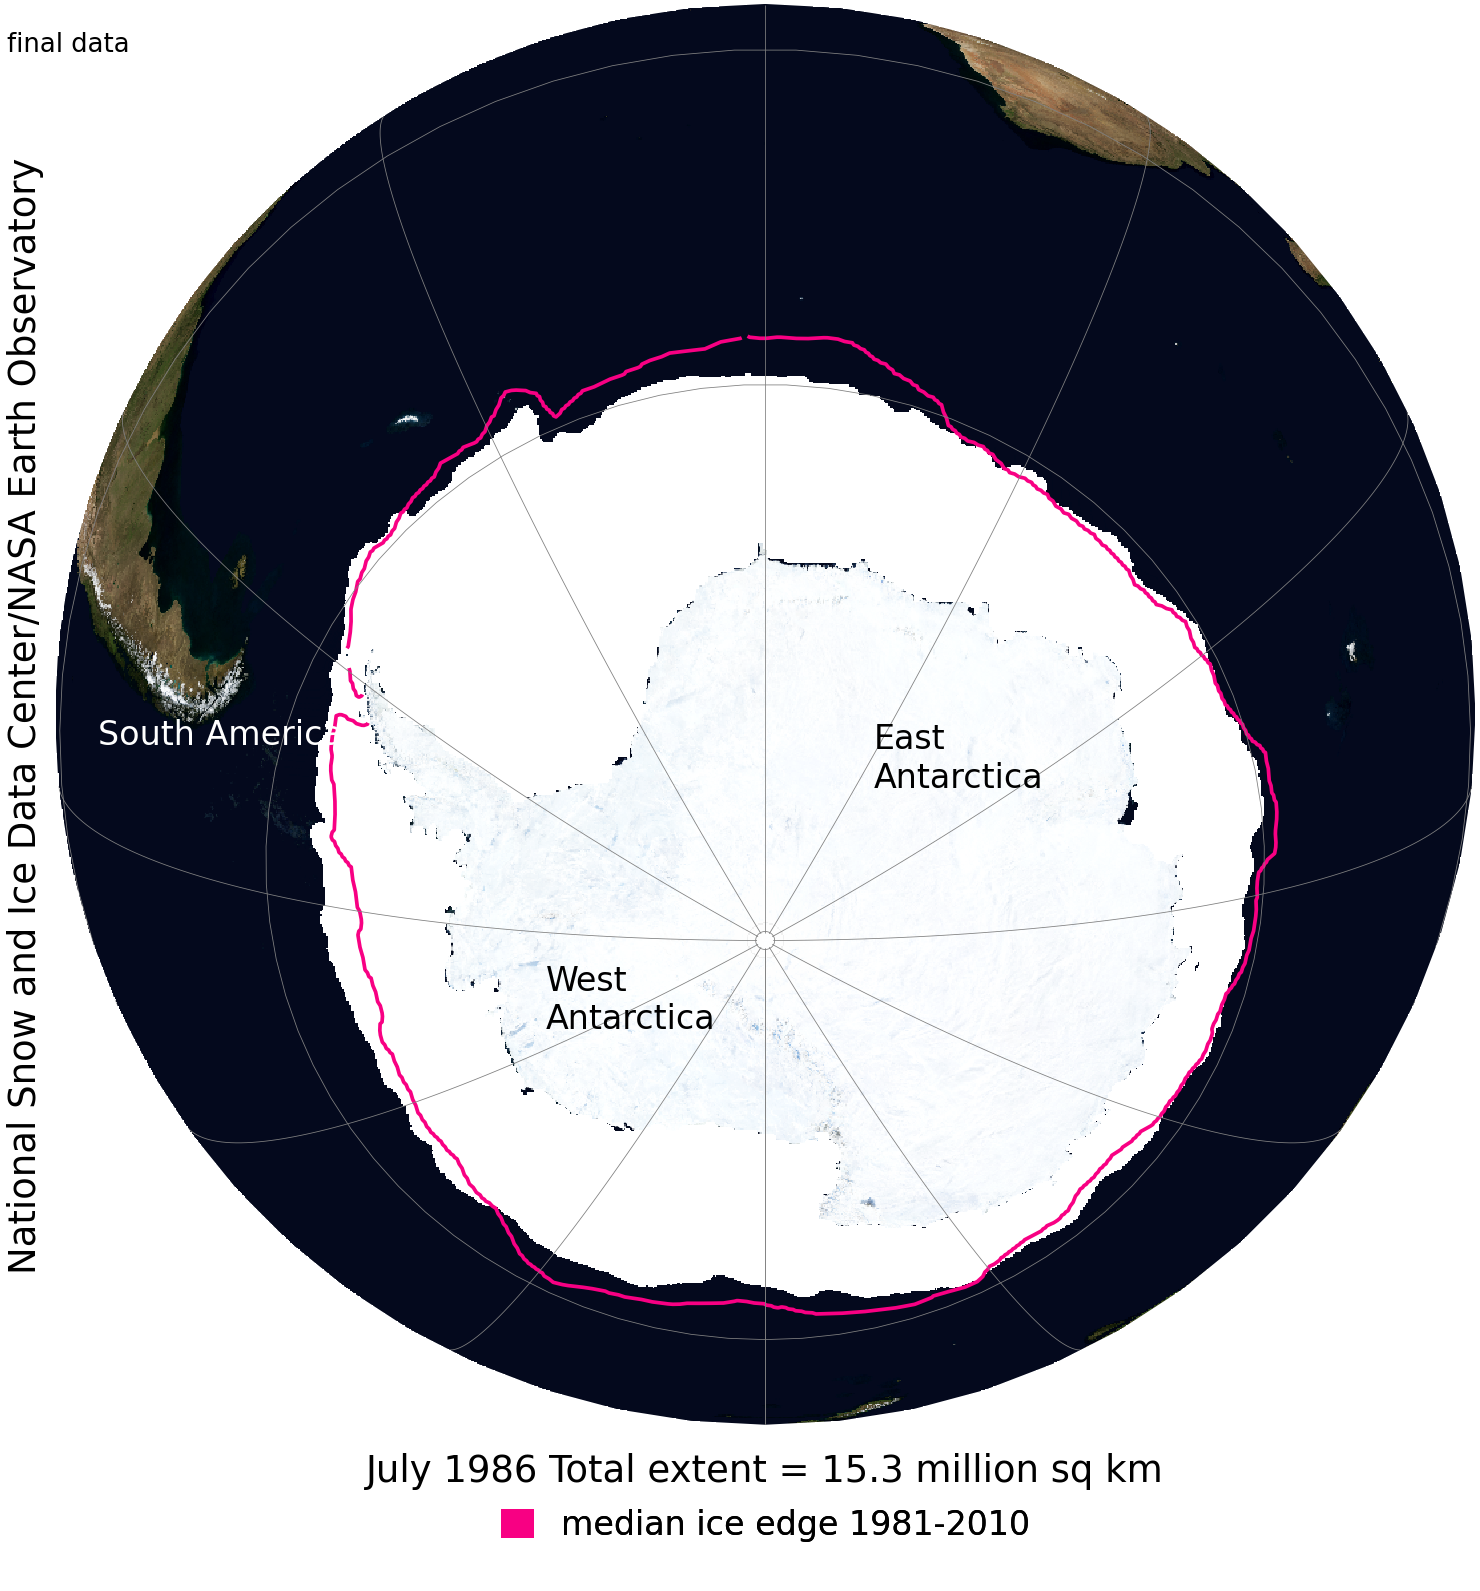 final data
National Snow and Ice Data Center/NASA Earth Observatory
South America
East
Antarctica
West
Antarctica
July 1986 Total extent = 15.3 million sq km
median ice edge 1981-2010